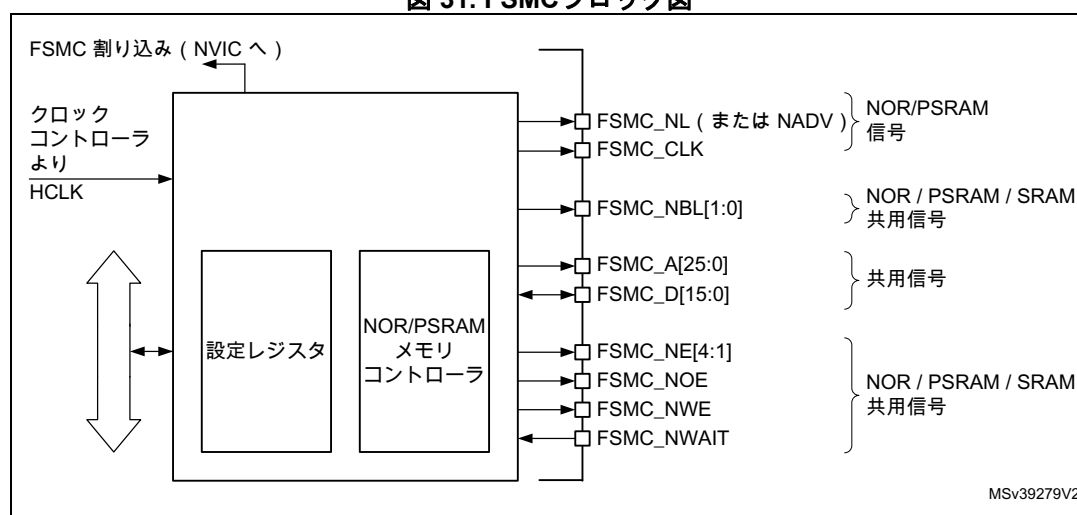 図 31. FSMCブロック図
FSMC 割り込み ( NVIC へ )
クロック
コントローラ
より
HCLK
設定レジスタ
NOR/PSRAM
メモリ
コントローラ
FSMC_NL ( または NADV )
FSMC_CLK
NOR/PSRAM
信号
FSMC_NBL[1:0]
NOR / PSRAM / SRAM
共用信号
FSMC_A[25:0]
FSMC_D[15:0]
共用信号
FSMC_NE[4:1]
FSMC_NOE
FSMC_NWE
FSMC_NWAIT
NOR / PSRAM / SRAM
共用信号
MSv39279V2